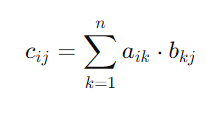 c_{ij} = \sum_{k=1}^{n} a_{ik} \cdot b_{kj}